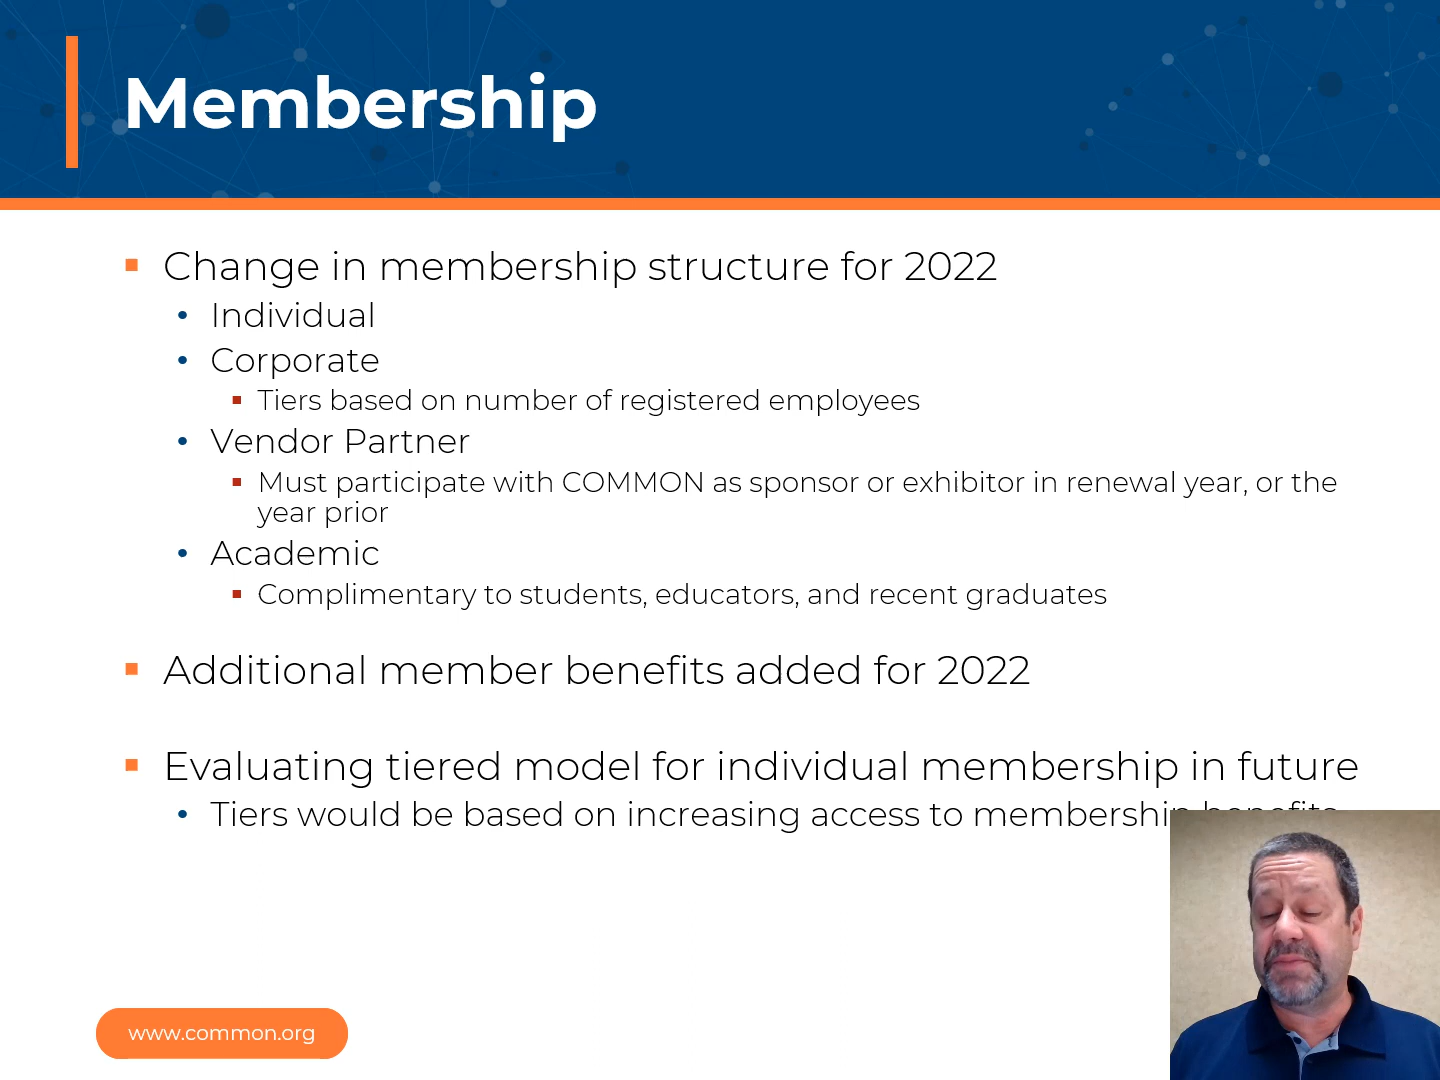 Membership
Change in membership structure for 2022
Individual
Corporate
Tiers based on number of registered employees
Vendor Partner
Must participate with COMMON as sponsor or exhibitor in renewal year, or the
year prior
Academic
Complimentary to students, educators, and recent graduates
Additional member benefits added for 2022
Evaluating tiered model for individual membership in future
Tiers would be based on increasing access to membership benefits
www.common.org